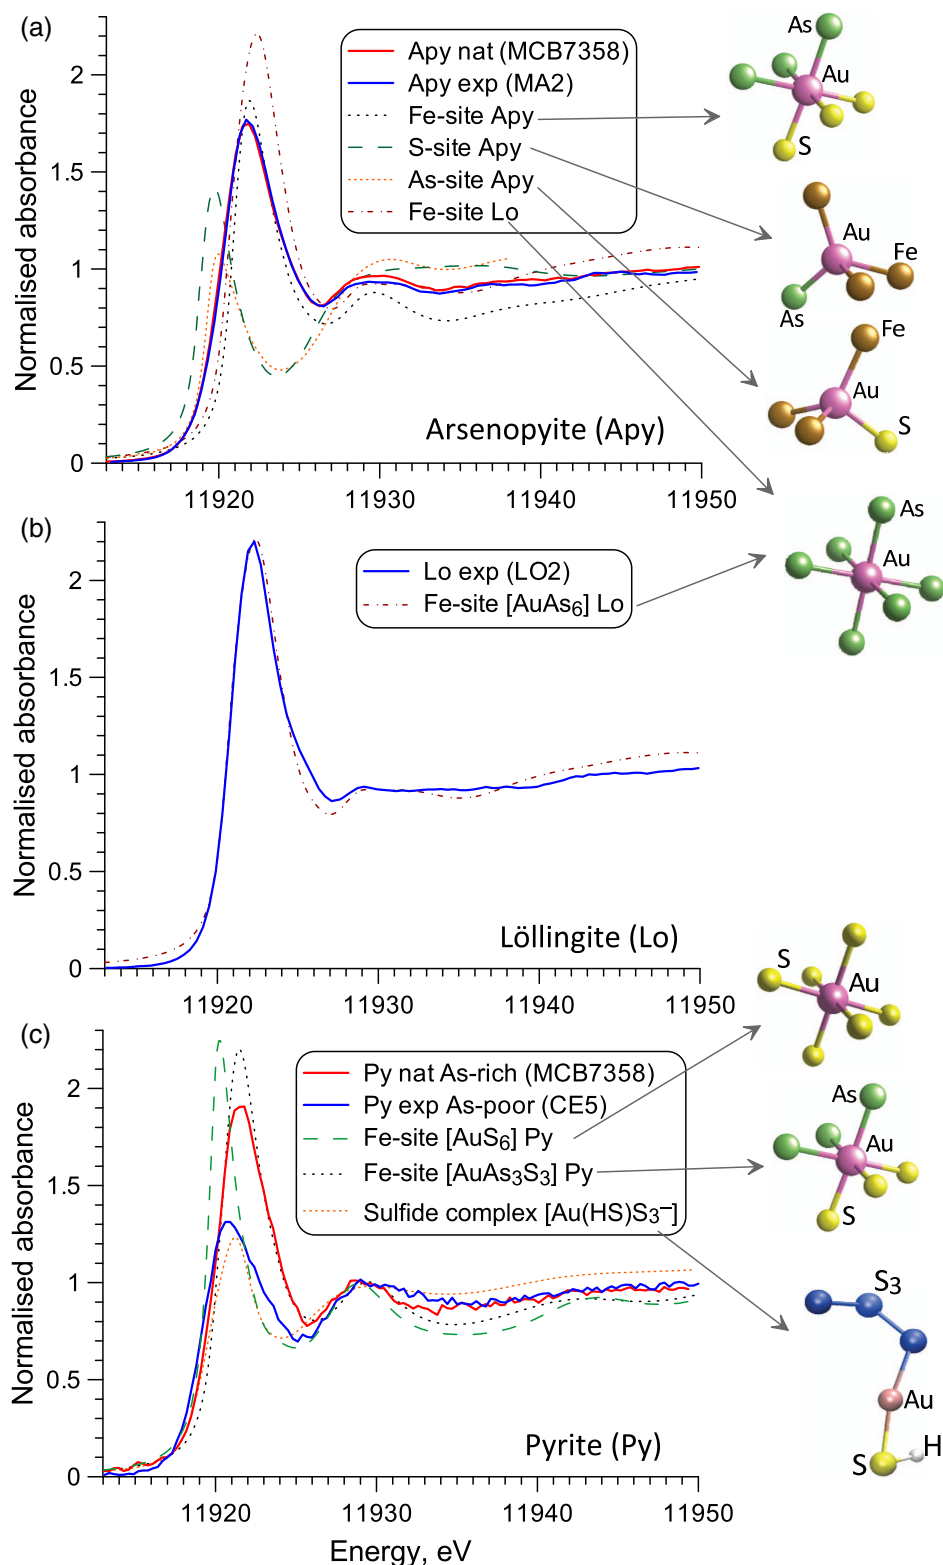 (a)
Normalised absorbance
2
1.5
1
0.5
0
Apy nat (MCB7358)
Apy exp (MA2)
Fe-site Apy
S-site Apy
As-site Apy
Fe-site Lo
Arsenopyite (Apy)
11920
11930
11940
11950
As
Au
S
Au
Fe
As
Fe
Au
S
As
Au
(b)
Normalised absorbance
2
1.5
1
0.5
0
Lo exp (LO2)
Fe-site [AuAs6] Lo
Löllingite (Lo)
11920
11930
11940
11950
(c)
Normalised absorbance
2
1.5
1
0.5
0
Py nat As-rich (MCB7358)
Py exp As-poor (CE5)
Fe-site [AuS6] Py
Fe-site [AuAs3S3] Py
Sulfide complex [Au(HS)S3–]
Pyrite (Py)
11920
11930
11940
11950
Energy, eV
S
Au
As
Au
S
S3
Au
S
H